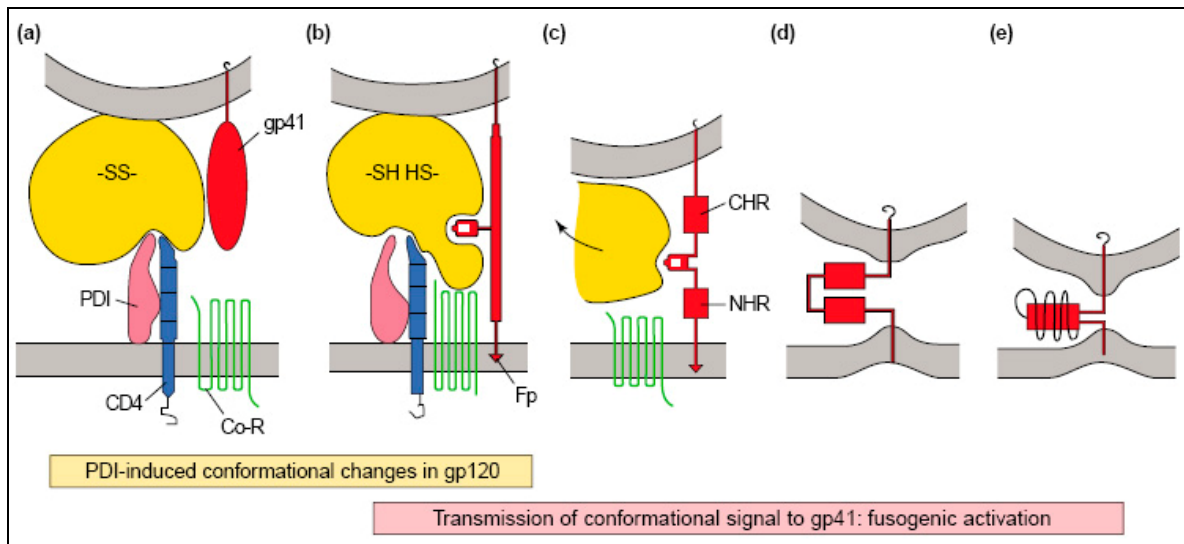 (a)
(b)
(c)
(d)
(e)
gp41
-SS-
-SH HS-
CHR
PDI
NHR
Fp
CD4
Co-R
PDI-induced conformational changes in gp120
Transmission of conformational signal to gp41: fusogenic activation